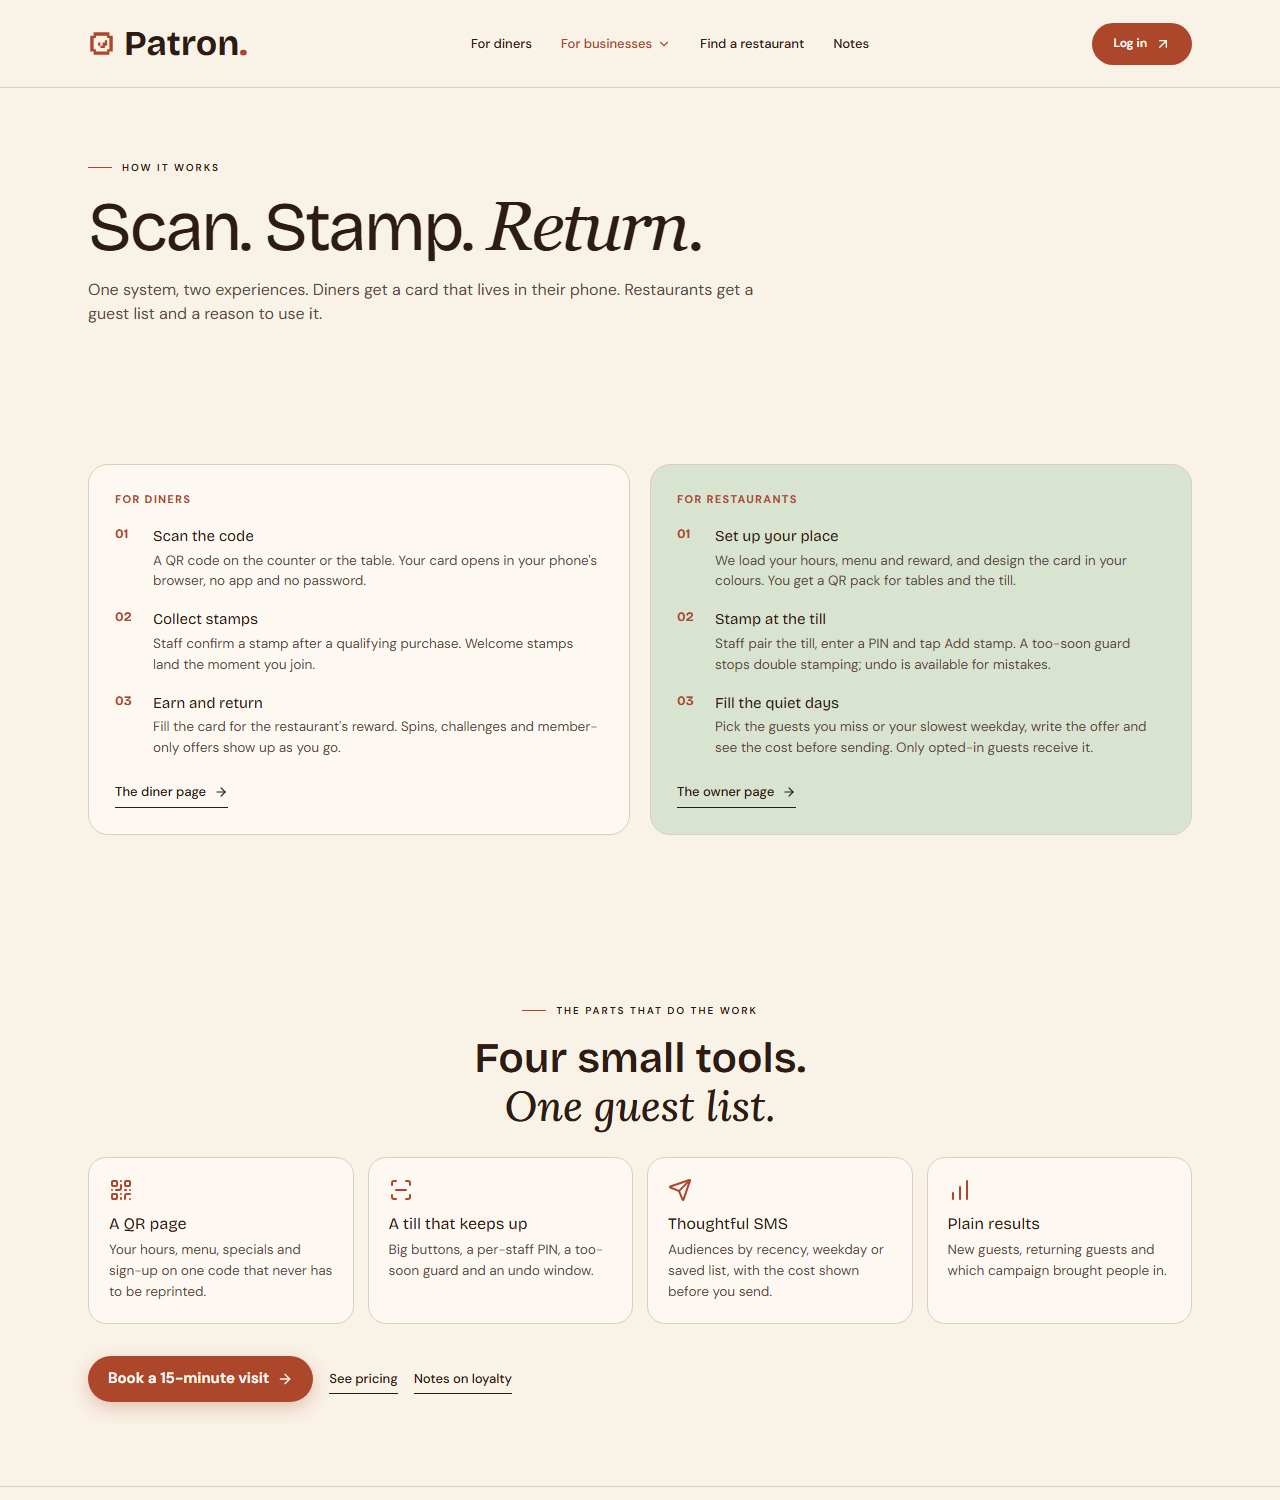 Patron.
For diners
For businesses
Find a restaurant
Notes
Log in
HOW IT WORKS
Scan. Stamp. Return.
One system, two experiences. Diners get a card that lives in their phone. Restaurants get a
guest list and a reason to use it.
FOR DINERS
01 Scan the code
A QR code on the counter or the table. Your card opens in your phone's
browser, no app and no password.
02 Collect stamps
Staff confirm a stamp after a qualifying purchase. Welcome stamps
land the moment you join.
03 Earn and return
Fill the card for the restaurant's reward. Spins, challenges and member-
only offers show up as you go.
The diner page
FOR RESTAURANTS
01 Set up your place
We load your hours, menu and reward, and design the card in your
colours. You get a QR pack for tables and the till.
02 Stamp at the till
Staff pair the till, enter a PIN and tap Add stamp. A too-soon guard
stops double stamping; undo is available for mistakes.
03 Fill the quiet days
Pick the guests you miss or your slowest weekday, write the offer and
see the cost before sending. Only opted-in guests receive it.
The owner page
THE PARTS THAT DO THE WORK
Four small tools.
One guest list.
A QR page
Your hours, menu, specials and
sign-up on one code that never has
to be reprinted.
A till that keeps up
Big buttons, a per-staff PIN, a too-
soon guard and an undo window.
Thoughtful SMS
Audiences by recency, weekday or
saved list, with the cost shown
before you send.
Plain results
New guests, returning guests and
which campaign brought people in.
Book a 15-minute visit
See pricing
Notes on loyalty